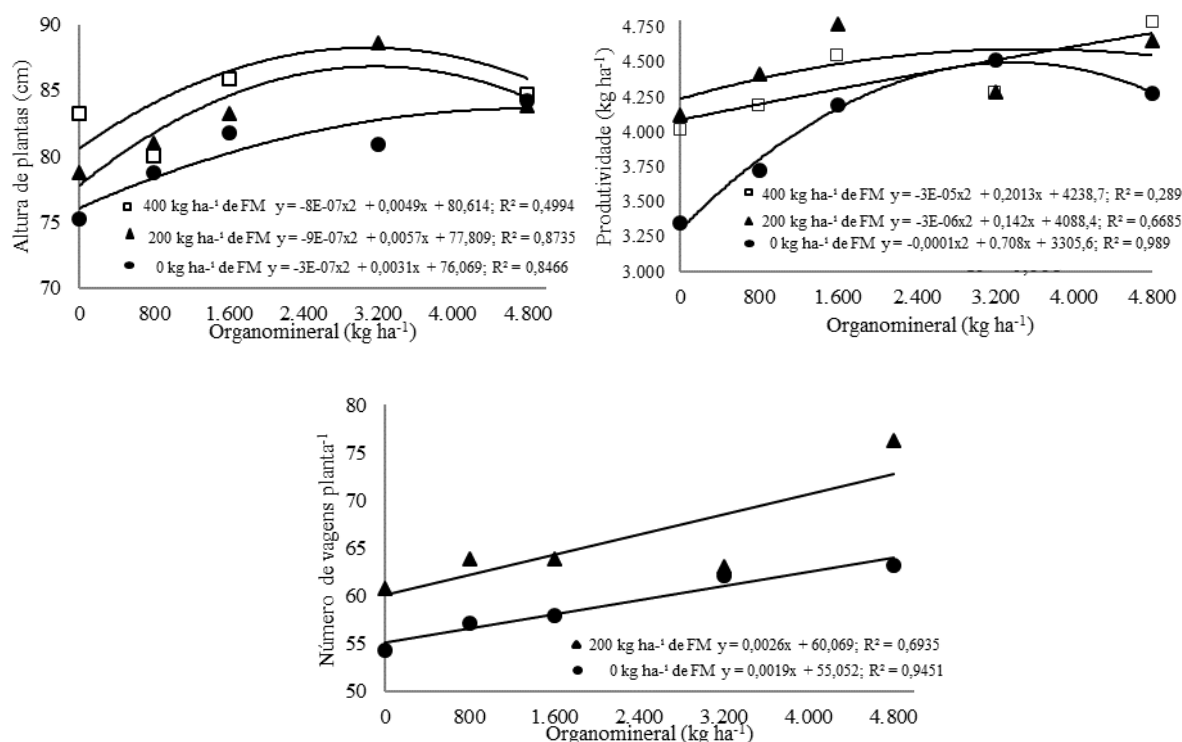 Altura de plantas (cm)
90
85
80
75
70
400 kg ha-¹ de FM y = -8E-07x2 + 0,0049x + 80,614; R² = 0,4994
200 kg ha-¹ de FM y = -9E-07x2 + 0,0057x + 77,809; R² = 0,8735
0 kg ha-¹ de FM y = -3E-07x2 + 0,0031x + 76,069; R² = 0,8466
0 800 1.600 2.400 3.200 4.000 4.800
Organomineral (kg ha-1)
Produtividade (kg ha-1)
4.750
4.500
4.250
4.000
3.750
3.500
3.250
3.000
400 kg ha-¹ de FM y = -3E-05x2 + 0,2013x + 4238,7; R² = 0,289
200 kg ha-¹ de FM y = -3E-06x2 + 0,142x + 4088,4; R² = 0,6685
0 kg ha-¹ de FM y = -0,0001x2 + 0.708x + 3305,6; R² = 0,989
0 800 1.600 2.400 3.200 4.000 4.800
Organomineral (kg ha-1)
Número de vagens planta-1
80
75
70
65
60
55
50
200 kg ha-¹ de FM y = 0,0026x + 60,069; R² = 0,6935
0 kg ha-¹ de FM y = 0,0019x + 55,052; R² = 0,9451
0 800 1.600 2.400 3.200 4.000 4.800
Organomineral (kg ha-1)